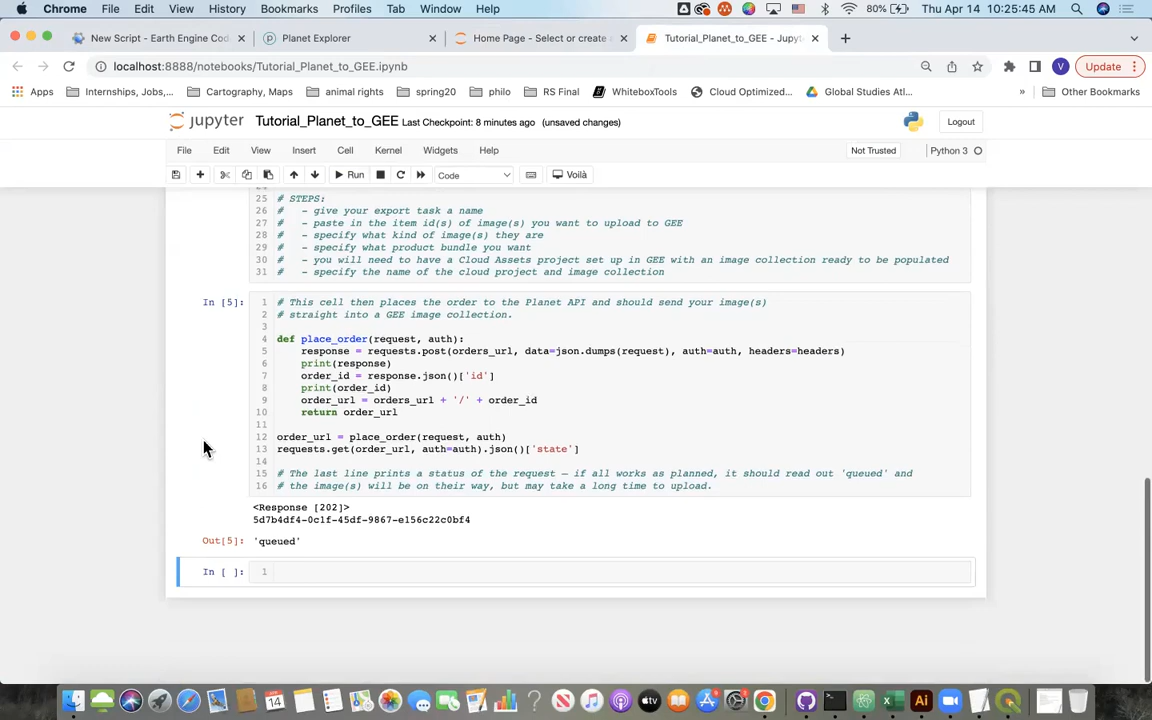 Chrome File Edit View History Bookmarks Profiles Tab Window Help 80% Thu Apr 14 10:25:45
New Script - Earth Engine Cod Planet Explorer Home Page - Select or create a Tutorial_Planet_to_GEE - Jupyt
localhost:8888/notebooks/Tutorial_Planet_to_GEE.ipynb V Update
Apps Internships, Jobs,... Cartography, Maps animal rights spring20 philo RS Final WhiteboxTools Cloud Optimized... Global Studies Atl... » Other Bookmarks
jupyter Tutorial_Planet_to_GEE Last Checkpoint: 8 minutes ago (unsaved changes) Logout
File Edit View Insert Cell Kernel Widgets Help Not Trusted Python 3
Run Code Voilà
24
25 # STEPS:
26 # - give your export task a name
27 # - paste in the item id(s) of image(s) you want to upload to GEE
28 # - specify what kind of image(s) they are
29 # - specify what product bundle you want
30 # - you will need to have a Cloud Assets project set up in GEE with an image collection ready to be populated
31 # - specify the name of the cloud project and image collection
In [5]: 1 # This cell then places the order to the Planet API and should send your image(s)
2 # straight into a GEE image collection.
3
4 def place_order(request, auth):
5 response = requests.post(orders_url, data=json.dumps(request), auth=auth, headers=headers)
6 print(response)
7 order_id = response.json()['id']
8 print(order_id)
9 order_url = orders_url + '/' + order_id
10 return order_url
11
12 order_url = place_order(request, auth)
13 requests.get(order_url, auth=auth).json()['state']
14
15 # The last line prints a status of the request — if all works as planned, it should read out 'queued' and
16 # the image(s) will be on their way, but may take a long time to upload.
<Response [202]>
5d7b4df4-0c1f-45df-9867-e156c22c0bf4
Out[5]: 'queued'
In [ ]: 1